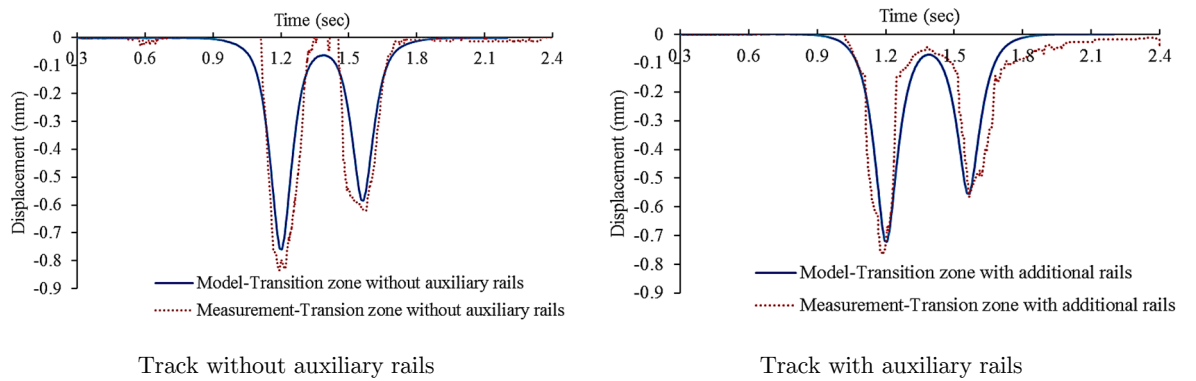 Time (sec)
0
0.3 0.6 0.9 1.2 1.5 1.8 2.1 2.4
-0.1
-0.2
-0.3
-0.4
-0.5
-0.6
-0.7
-0.8
-0.9
Displacement (mm)
Model-Transition zone without auxiliary rails
Measurement-Transion zone without auxiliary rails
Track without auxiliary rails
Time (sec)
0
0.3 0.6 0.9 1.2 1.5 1.8 2.1 2.4
-0.1
-0.2
-0.3
-0.4
-0.5
-0.6
-0.7
-0.8
-0.9
Displacement (mm)
Model-Transition zone with additional rails
Measurement-Transion zone with additional rails
Track with auxiliary rails